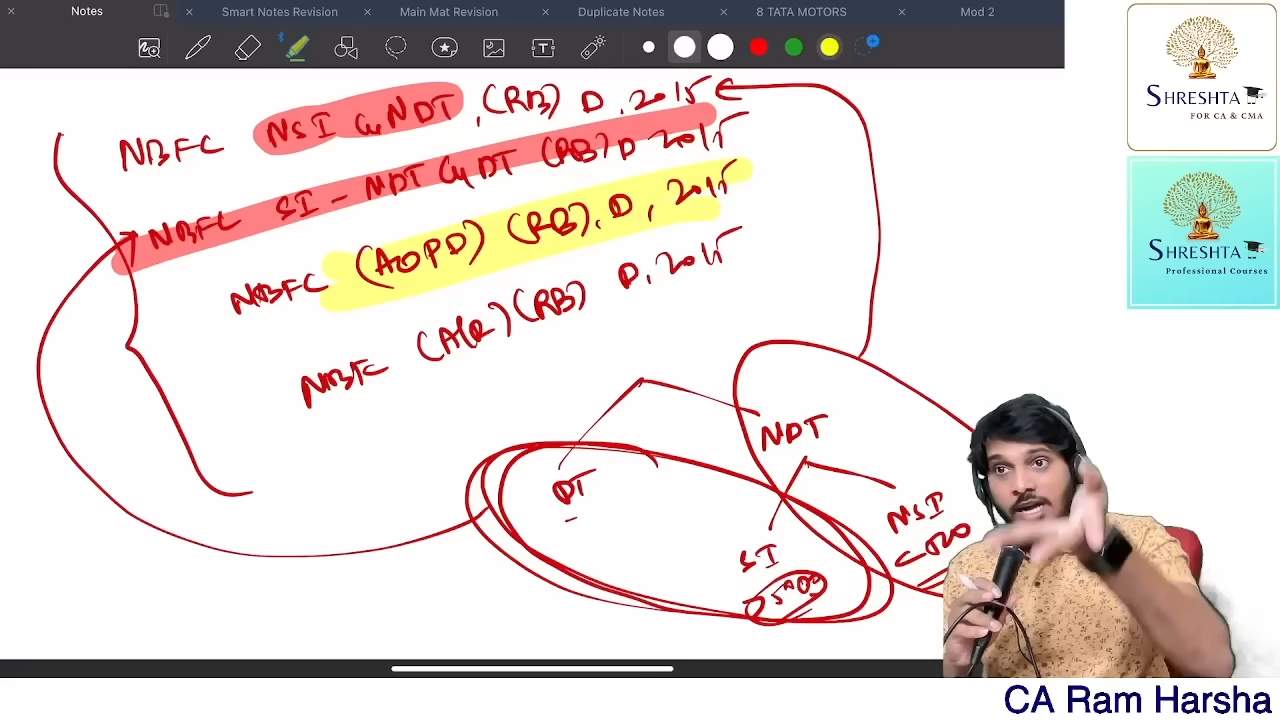 Notes
Smart Notes Revision
Main Mat Revision
Duplicate Notes
8 TATA MOTORS
Mod 2
SHRESHTA
FOR CA & CMA
SHRESHTA
Professional Courses
NBFC NSI & NDT, (RB) D, 2015
NBFC SI - NDT & DT (RB) D 2015
NBFC (AOPD) (RB), D, 2015
NBFC (A(R) (RB) D, 2015
NDT
DT
NSI
SI
CA Ram Harsha